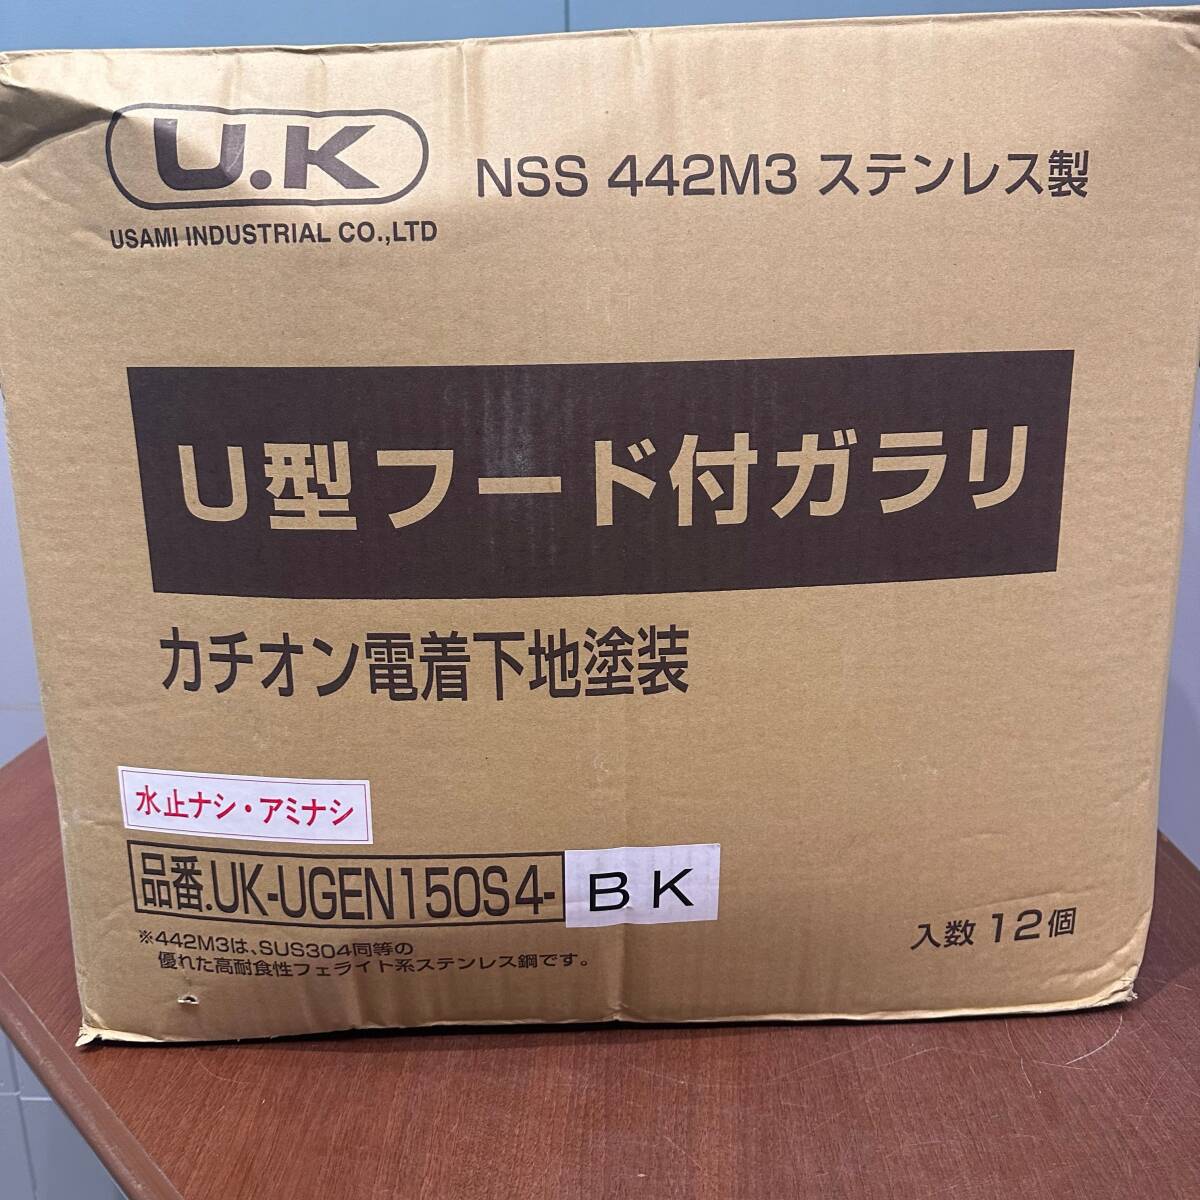 U.K
USAMI INDUSTRIAL CO.,LTD
NSS 442M3 ステンレス製
U型フード付ガラリ
カチオン電着下地塗装
水止ナシ・アミナシ
品番.UK-UGEN150S4-BK
※442M3は、SUS304同等の
優れた高耐食性フェライト系ステンレス鋼です。
入数 12個